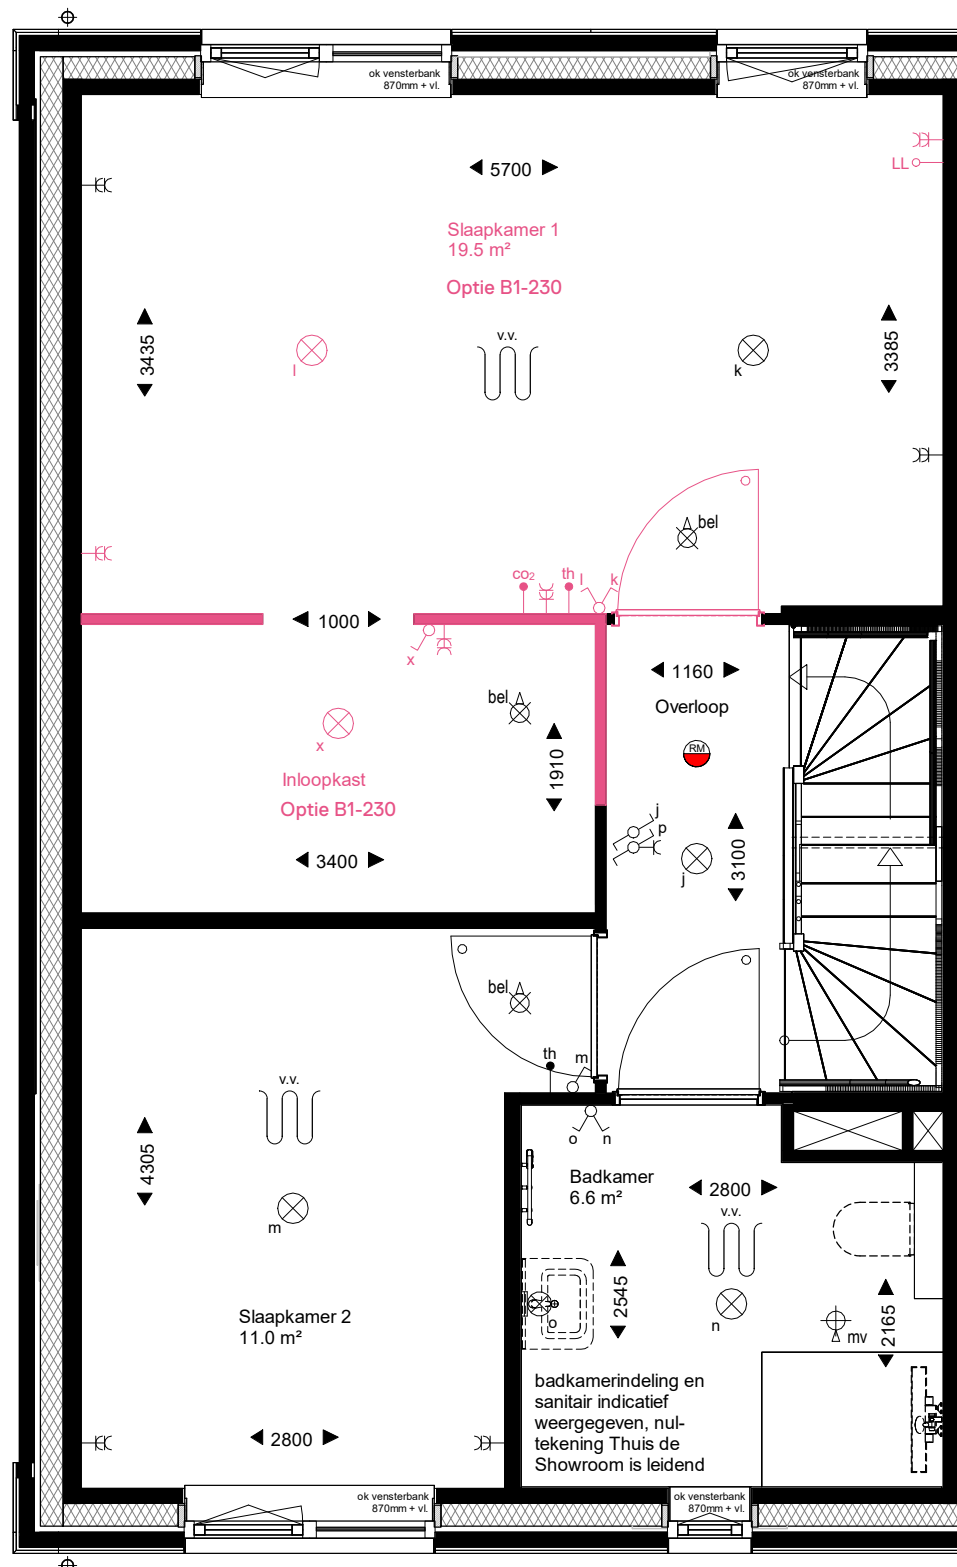 ok vensterbank
870mm + vl.
ok vensterbank
870mm + vl.
5700
LL
Slaapkamer 1
19.5 m²
Optie B1-230
3435
l
v.v.
k
3385
bel
co₂
th
l
k
1000
x
1160
Overloop
bel
x
RM
1910
Inloopkast
Optie B1-230
j
p
3400
j
3100
bel
th
m
v.v.
o
n
4305
Badkamer
6.6 m²
2800
v.v.
m
2545
o
n
mv
2165
Slaapkamer 2
11.0 m²
badkamerindeling en
sanitair indicatief
weergegeven, nul-
tekening Thuis de
Showroom is leidend
2800
ok vensterbank
870mm + vl.
ok vensterbank
870mm + vl.